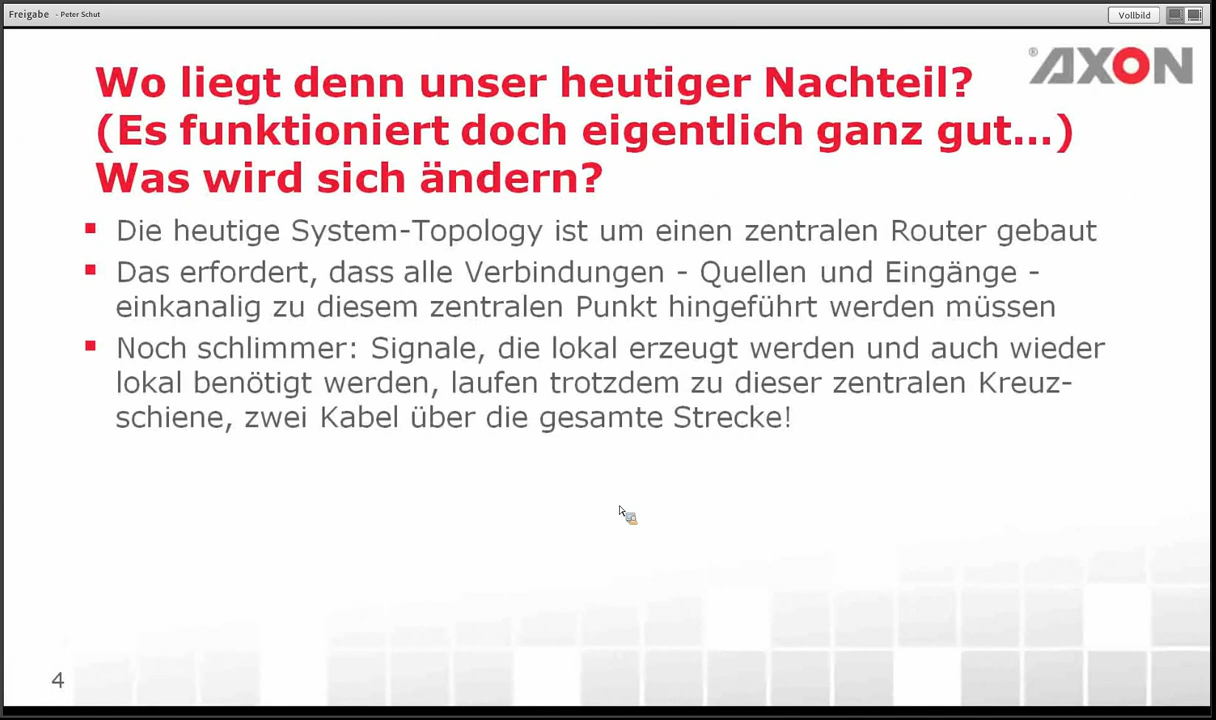 Freigabe - Peter Schut
Vollbild
® AXON
Wo liegt denn unser heutiger Nachteil?
(Es funktioniert doch eigentlich ganz gut...)
Was wird sich ändern?
Die heutige System-Topology ist um einen zentralen Router gebaut
Das erfordert, dass alle Verbindungen - Quellen und Eingänge -
einkanalig zu diesem zentralen Punkt hingeführt werden müssen
Noch schlimmer: Signale, die lokal erzeugt werden und auch wieder
lokal benötigt werden, laufen trotzdem zu dieser zentralen Kreuz-
schiene, zwei Kabel über die gesamte Strecke!
4